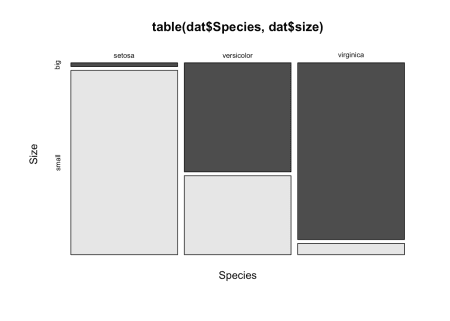 table(dat$Species, dat$size)
setosa versicolor virginica
big
small
Size
Species